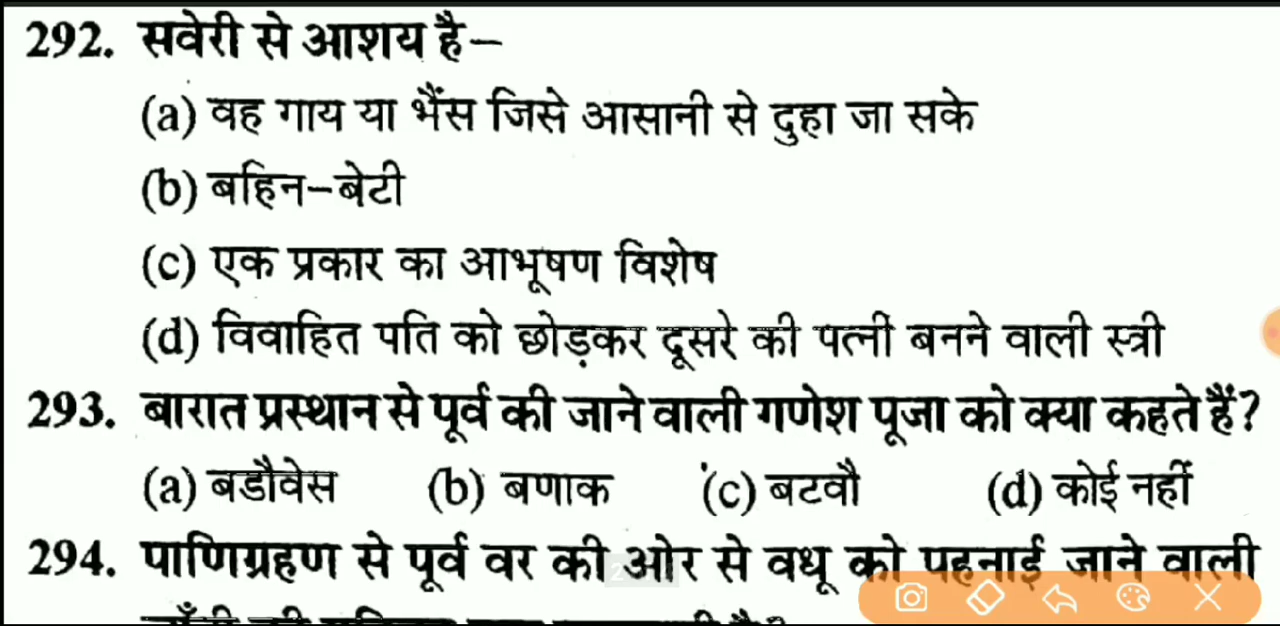 292. सवेरी से आशय है–
(a) वह गाय या भैंस जिसे आसानी से दुहा जा सके
(b) बहिन–बेटी
(c) एक प्रकार का आभूषण विशेष
(d) विवाहित पति को छोड़कर दूसरे की पत्नी बनने वाली स्त्री
293. बारात प्रस्थान से पूर्व की जाने वाली गणेश पूजा को क्या कहते हैं?
(a) बडौवेस (b) बणाक (c) बटवौ (d) कोई नहीं
294. पाणिग्रहण से पूर्व वर की ओर से वधू को पहनाई जाने वाली